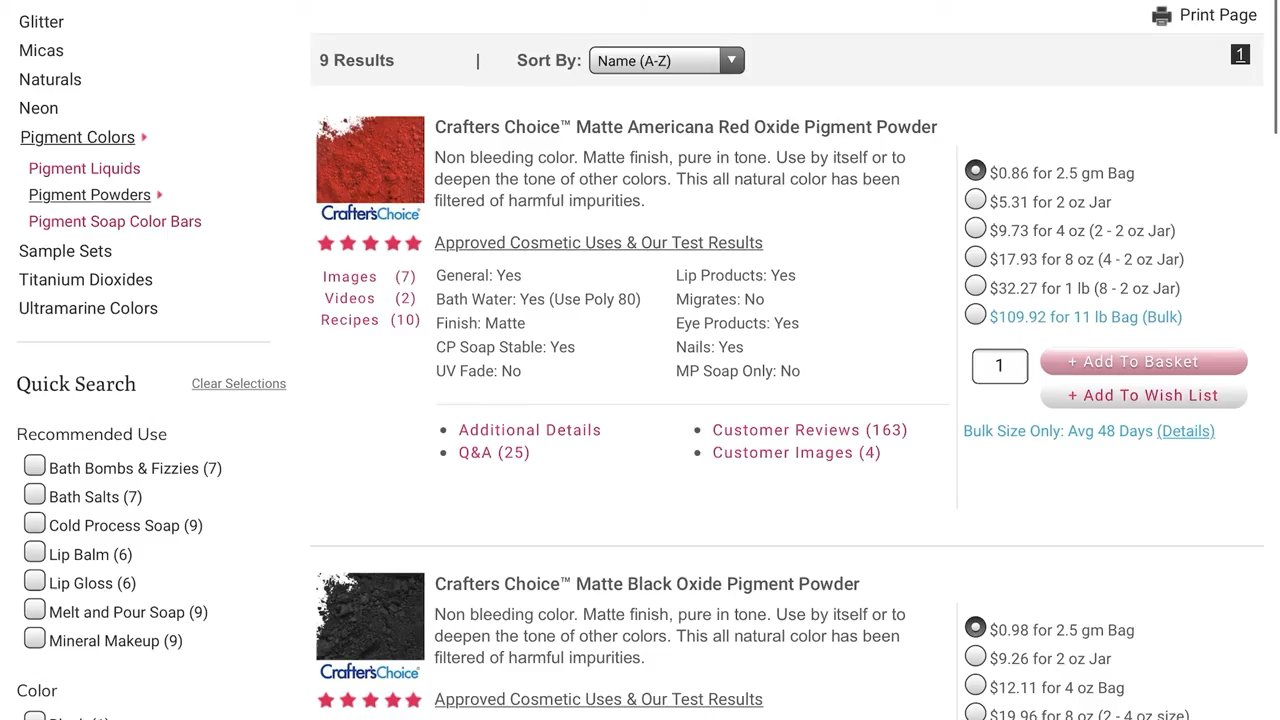 Glitter
Micas
Naturals
Neon
Pigment Colors
Pigment Liquids
Pigment Powders
Pigment Soap Color Bars
Sample Sets
Titanium Dioxides
Ultramarine Colors
Quick Search
Clear Selections
Recommended Use
Bath Bombs & Fizzies (7)
Bath Salts (7)
Cold Process Soap (9)
Lip Balm (6)
Lip Gloss (6)
Melt and Pour Soap (9)
Mineral Makeup (9)
Color
Print Page
9 Results | Sort By: Name (A-Z) 1
Crafters Choice™ Matte Americana Red Oxide Pigment Powder
Non bleeding color. Matte finish, pure in tone. Use by itself or to
deepen the tone of other colors. This all natural color has been
filtered of harmful impurities.
Crafter's Choice
Approved Cosmetic Uses & Our Test Results
Images (7)
Videos (2)
Recipes (10)
General: Yes
Bath Water: Yes (Use Poly 80)
Finish: Matte
CP Soap Stable: Yes
UV Fade: No
Lip Products: Yes
Migrates: No
Eye Products: Yes
Nails: Yes
MP Soap Only: No
Additional Details
Q&A (25)
Customer Reviews (163)
Customer Images (4)
$0.86 for 2.5 gm Bag
$5.31 for 2 oz Jar
$9.73 for 4 oz (2 - 2 oz Jar)
$17.93 for 8 oz (4 - 2 oz Jar)
$32.27 for 1 lb (8 - 2 oz Jar)
$109.92 for 11 lb Bag (Bulk)
1
+ Add To Basket
+ Add To Wish List
Bulk Size Only: Avg 48 Days (Details)
Crafters Choice™ Matte Black Oxide Pigment Powder
Non bleeding color. Matte finish, pure in tone. Use by itself or to
deepen the tone of other colors. This all natural color has been
filtered of harmful impurities.
Crafter's Choice
Approved Cosmetic Uses & Our Test Results
$0.98 for 2.5 gm Bag
$9.26 for 2 oz Jar
$12.11 for 4 oz Bag
$19.96 for 8 oz (2 - 4 oz size)